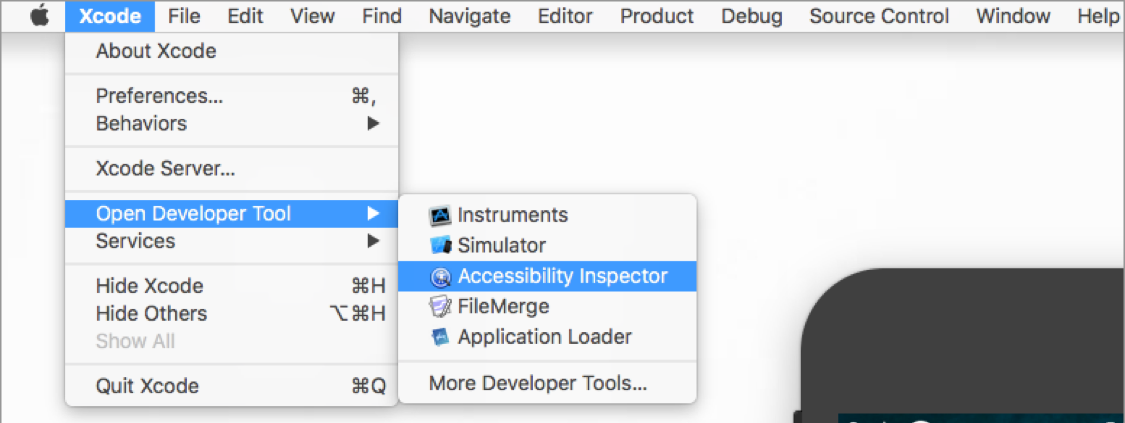 Xcode File Edit View Find Navigate Editor Product Debug Source Control Window Help
About Xcode
Preferences... ⌘,
Behaviors ▶
Xcode Server...
Open Developer Tool ▶
Services ▶
Hide Xcode ⌘H
Hide Others ⌥⌘H
Show All
Quit Xcode ⌘Q
Instruments
Simulator
Accessibility Inspector
FileMerge
Application Loader
More Developer Tools...